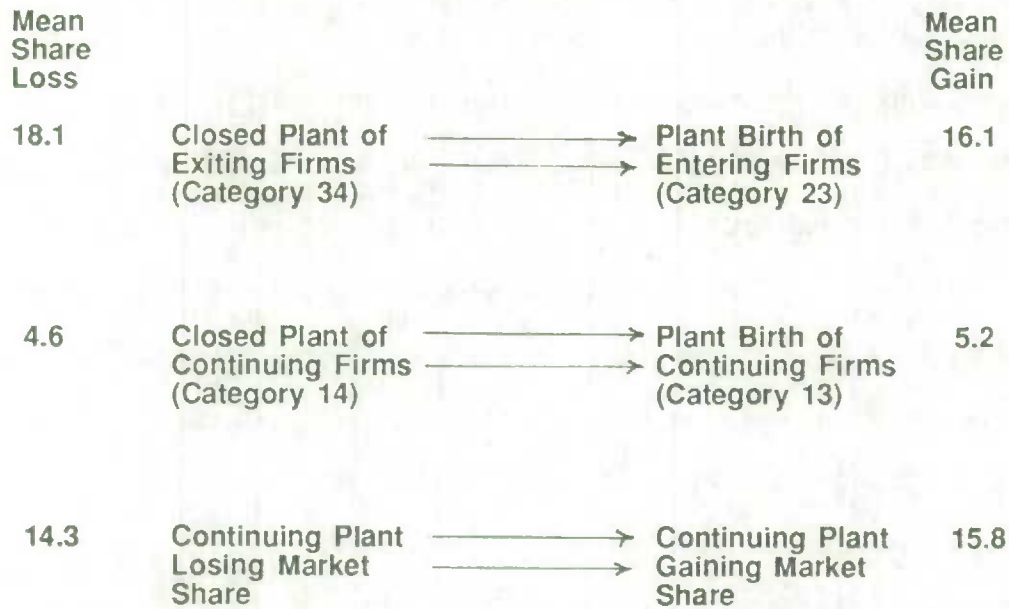 Mean
Share
Loss
Mean
Share
Gain
18.1 Closed Plant of Plant Birth of 16.1
Exiting Firms Entering Firms
(Category 34) (Category 23)
4.6 Closed Plant of Plant Birth of 5.2
Continuing Firms Continuing Firms
(Category 14) (Category 13)
14.3 Continuing Plant Continuing Plant 15.8
Losing Market Gaining Market
Share Share